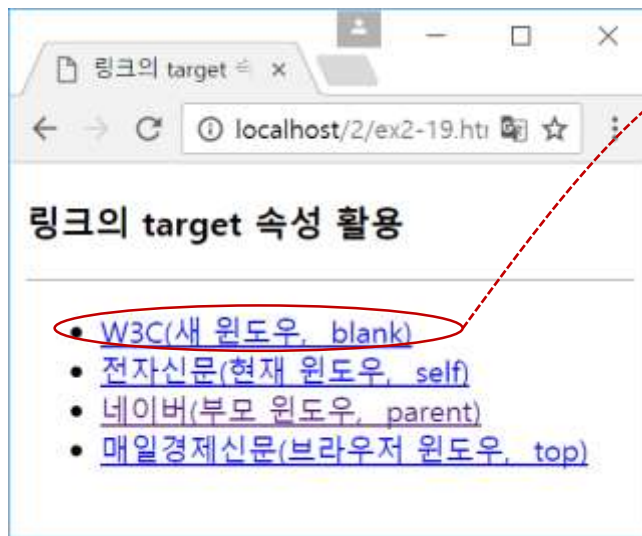 링크의 target
localhost/2/ex2-19.ht
링크의 target 속성 활용
W3C(새 윈도우, _blank)
전자신문(현재 윈도우, _self)
네이버(부모 윈도우, _parent)
매일경제신문(브라우저 윈도우, _top)